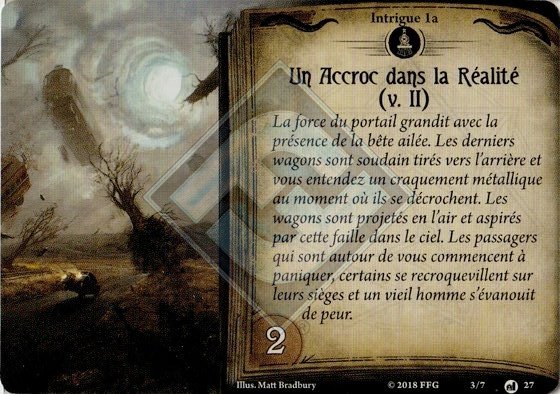 Intrigue 1a
Un Accroc dans la Réalité
(v. II)
La force du portail grandit avec la
présence de la bête ailée. Les derniers
wagons sont soudain tirés vers l'arrière et
vous entendez un craquement métallique
au moment où ils se décrochent. Les
wagons sont projetés en l'air et aspirés
par cette faille dans le ciel. Les passagers
qui sont autour de vous commencent à
paniquer, certains se recroquevillent sur
leurs sièges et un vieil homme s'évanouit
de peur.
2
Illus. Matt Bradbury
© 2018 FFG
3/7
27